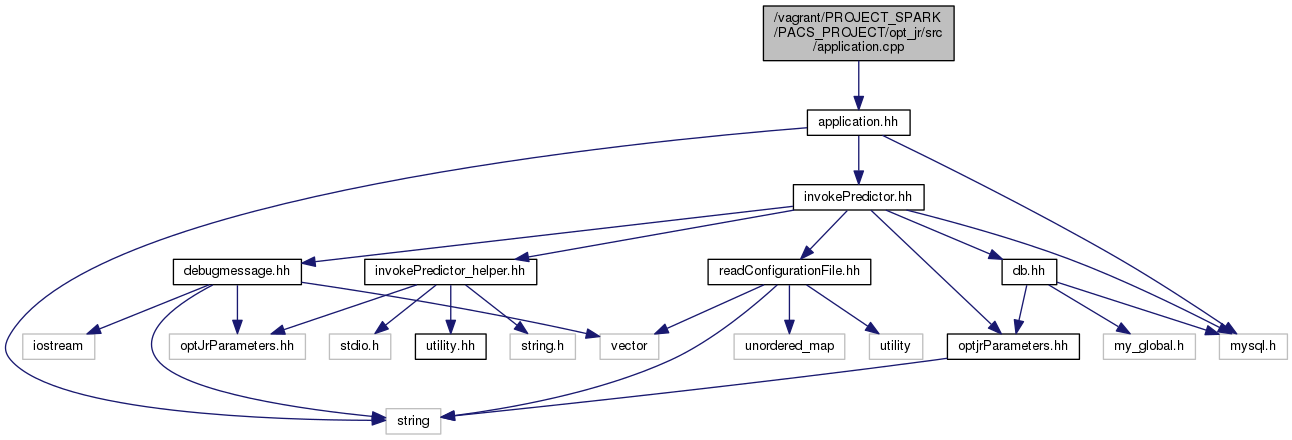 /vagrant/PROJECT_SPARK
/PACS_PROJECT/opt_jr/src
/application.cpp
application.hh
invokePredictor.hh
debugmessage.hh
invokePredictor_helper.hh
readConfigurationFile.hh
db.hh
iostream
optJrParameters.hh
stdio.h
utility.hh
string.h
vector
unordered_map
utility
optjrParameters.hh
my_global.h
mysql.h
string